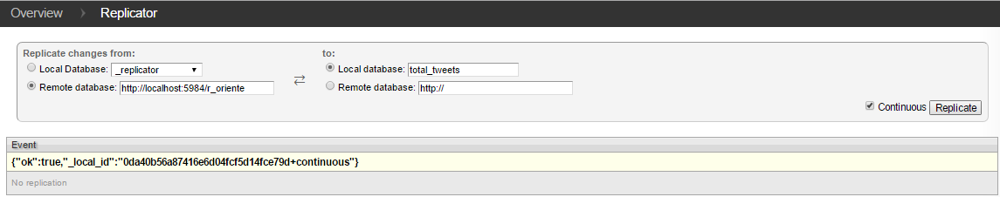 Overview Replicator
Replicate changes from: to:
Local Database: _replicator Local database: total_tweets
Remote database: http://localhost:5984/r_oriente Remote database: http://
Continuous Replicate
Event
{"ok":true,"_local_id":"0da40b56a87416e6d04fcf5d14fce79d+continuous"}
No replication